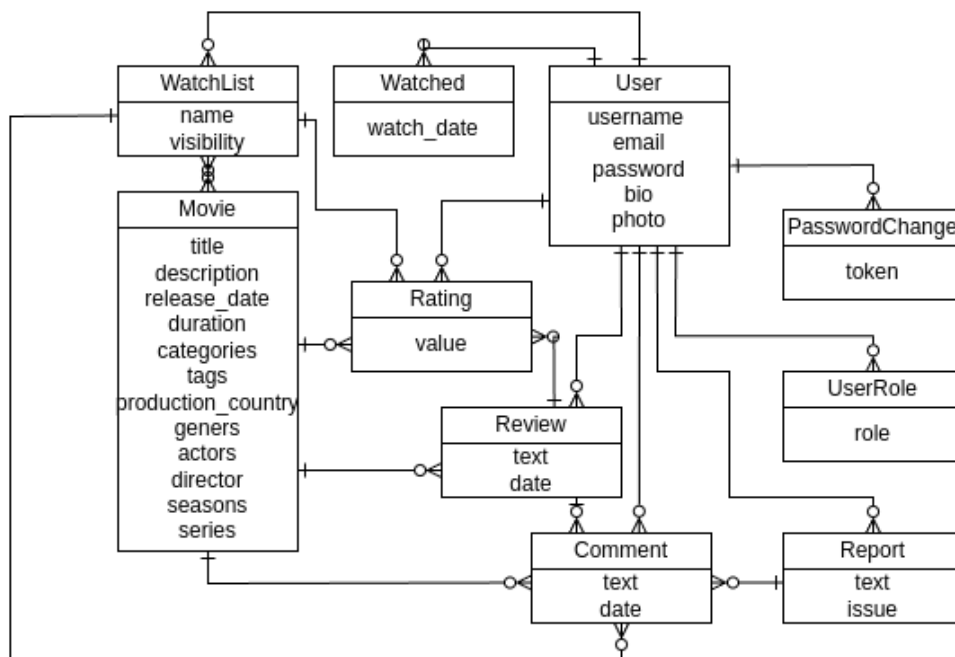 WatchList
name
visibility
Watched
watch_date
User
username
email
password
bio
photo
PasswordChange
token
Movie
title
description
release_date
duration
categories
tags
production_country
geners
actors
director
seasons
series
Rating
value
UserRole
role
Review
text
date
Comment
text
date
Report
text
issue